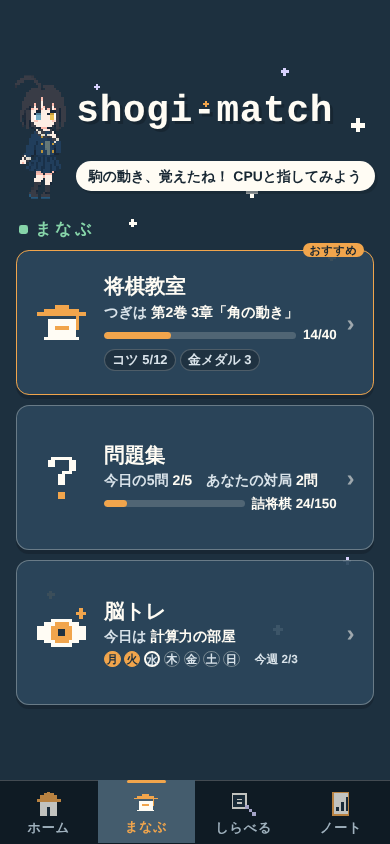 shogi-match
駒の動き、覚えたね！ CPUと指してみよう
まなぶ
おすすめ
将棋教室
つぎは 第2巻 3章「角の動き」
14/40
コツ 5/12 金メダル 3
問題集
今日の5問 2/5 あなたの対局 2問
詰将棋 24/150
脳トレ
今日は 計算力の部屋
月 火 水 木 金 土 日 今週 2/3
ホーム まなぶ しらべる ノート